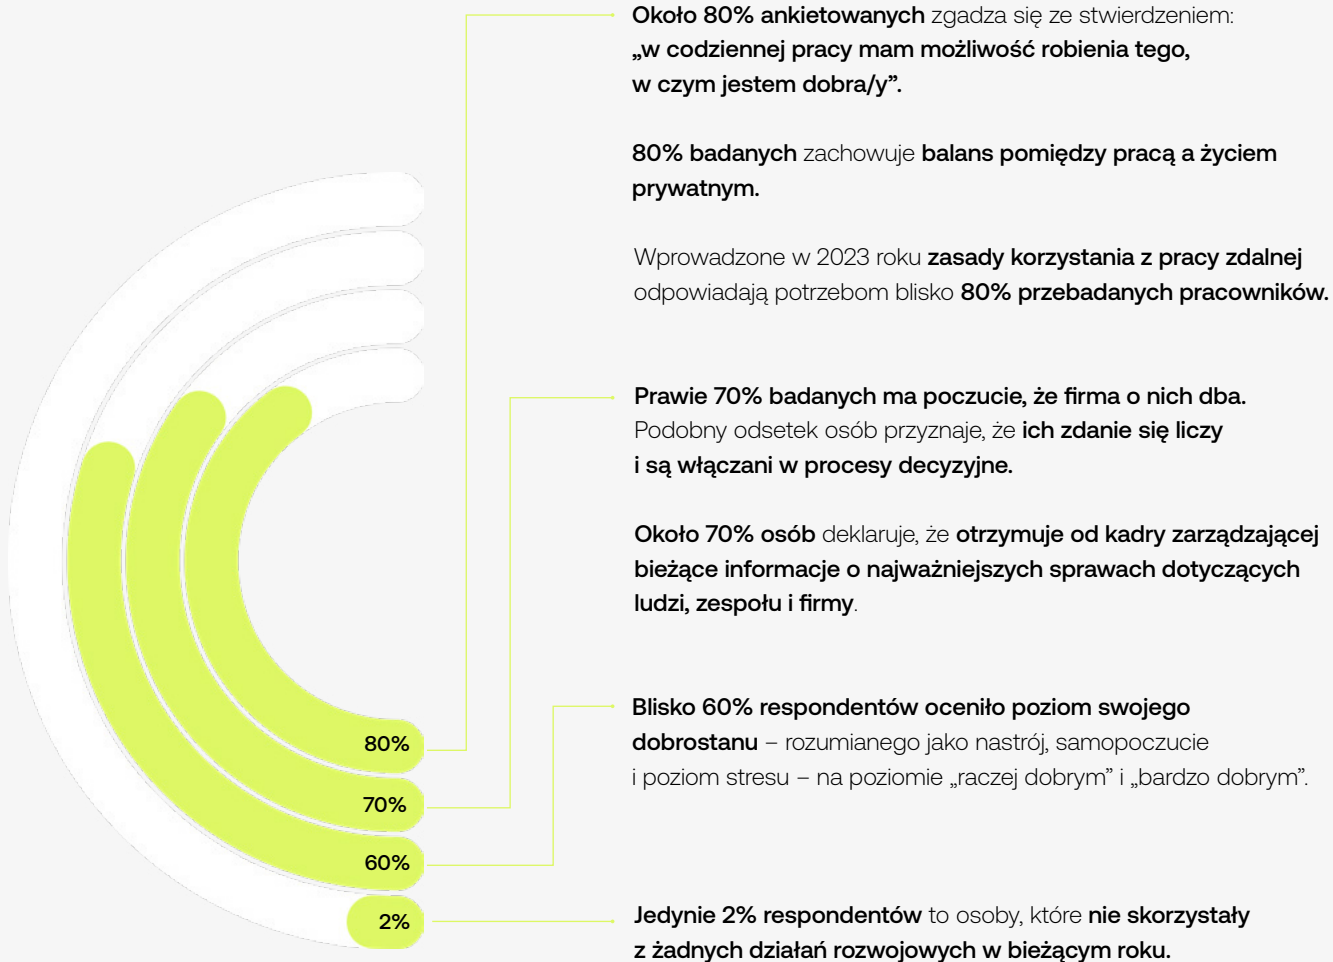 Około 80% ankietowanych zgadza się ze stwierdzeniem:
„w codziennej pracy mam możliwość robienia tego,
w czym jestem dobra/y”.
80% badanych zachowuje balans pomiędzy pracą a życiem
prywatnym.
Wprowadzone w 2023 roku zasady korzystania z pracy zdalnej
odpowiadają potrzebom blisko 80% przebadanych pracowników.
Prawie 70% badanych ma poczucie, że firma o nich dba.
Podobny odsetek osób przyznaje, że ich zdanie się liczy
i są włączani w procesy decyzyjne.
Około 70% osób deklaruje, że otrzymuje od kadry zarządzającej
bieżące informacje o najważniejszych sprawach dotyczących
ludzi, zespołu i firmy.
Blisko 60% respondentów oceniło poziom swojego
dobrostanu – rozumianego jako nastrój, samopoczucie
i poziom stresu – na poziomie „raczej dobrym” i „bardzo dobrym”.
Jedynie 2% respondentów to osoby, które nie skorzystały
z żadnych działań rozwojowych w bieżącym roku.
80%
70%
60%
2%